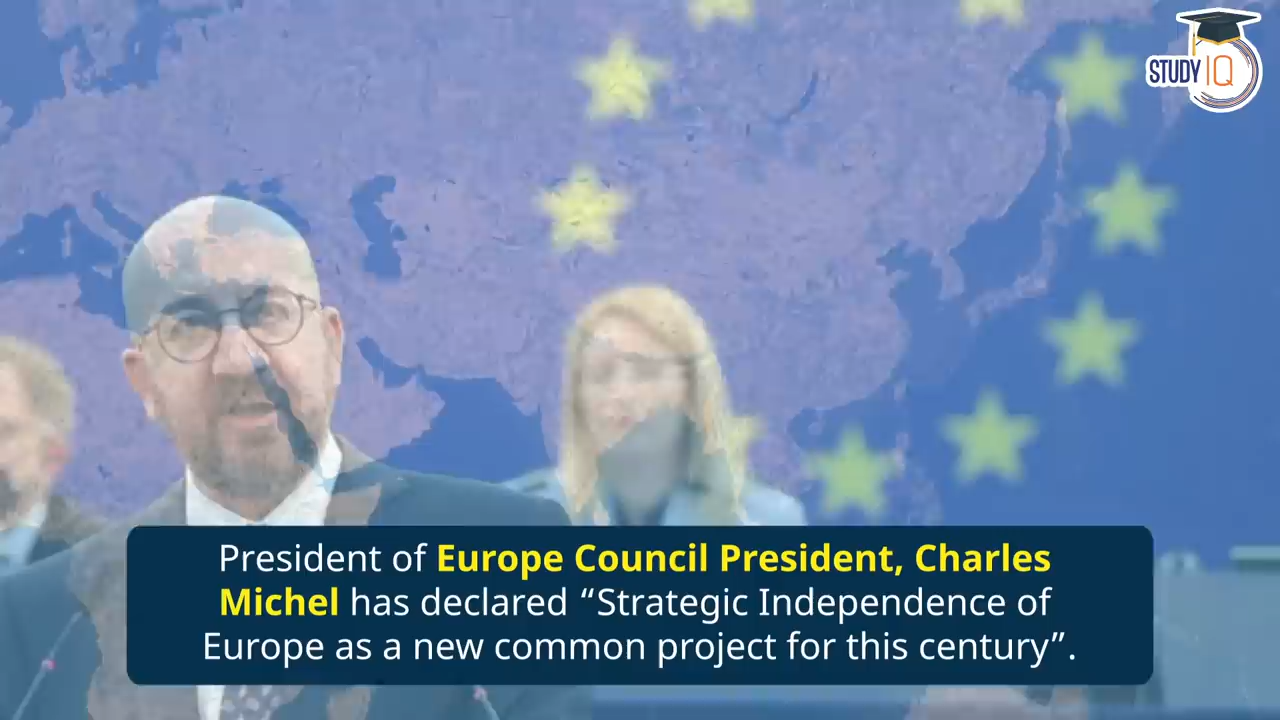 STUDY IQ
President of Europe Council President, Charles
Michel has declared “Strategic Independence of
Europe as a new common project for this century”.